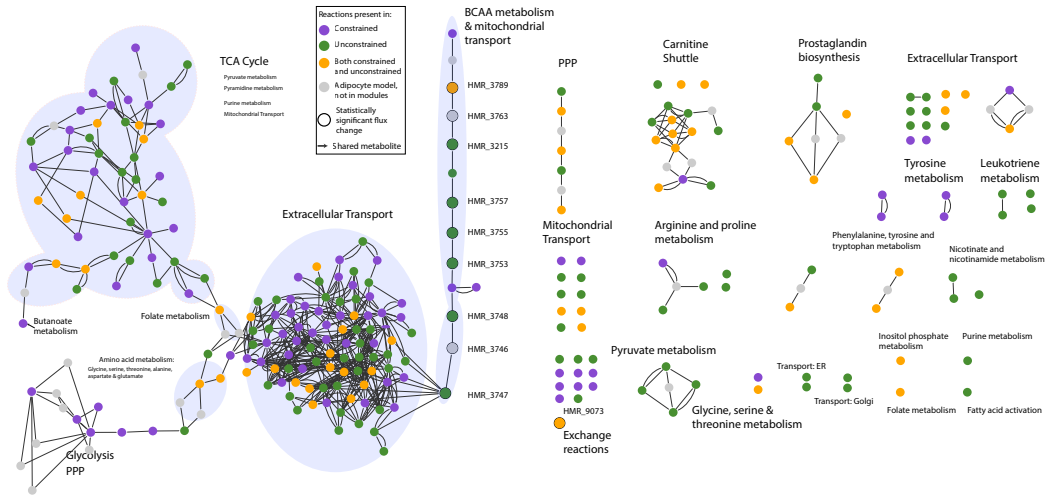 Reactions present in:
Constrained
Unconstrained
Both constrained
and unconstrained
Adipocyte model,
not in modules
Statistically
significant flux
change
Shared metabolite
TCA Cycle
Pyruvate metabolism
Pyramidine metabolism
Purine metabolism
Mitochondrial Transport
BCAA metabolism
& mitochondrial
transport
HMR_3789
HMR_3763
HMR_3215
HMR_3757
HMR_3755
HMR_3753
HMR_3748
HMR_3746
HMR_3747
Extracellular Transport
Butanoate
metabolism
Folate metabolism
Amino acid metabolism:
Glycine, serine, threonine, alanine,
aspartate & glutamate
Glycolysis
PPP
PPP
Carnitine
Shuttle
Prostaglandin
biosynthesis
Extracellular Transport
Tyrosine
metabolism
Leukotriene
metabolism
Mitochondrial
Transport
Arginine and proline
metabolism
Phenylalanine, tyrosine and
tryptophan metabolism
Nicotinate and
nicotinamide metabolism
HMR_9073
Exchange
reactions
Pyruvate metabolism
Glycine, serine &
threonine metabolism
Transport: ER
Transport: Golgi
Inositol phosphate
metabolism
Purine metabolism
Folate metabolism
Fatty acid activation